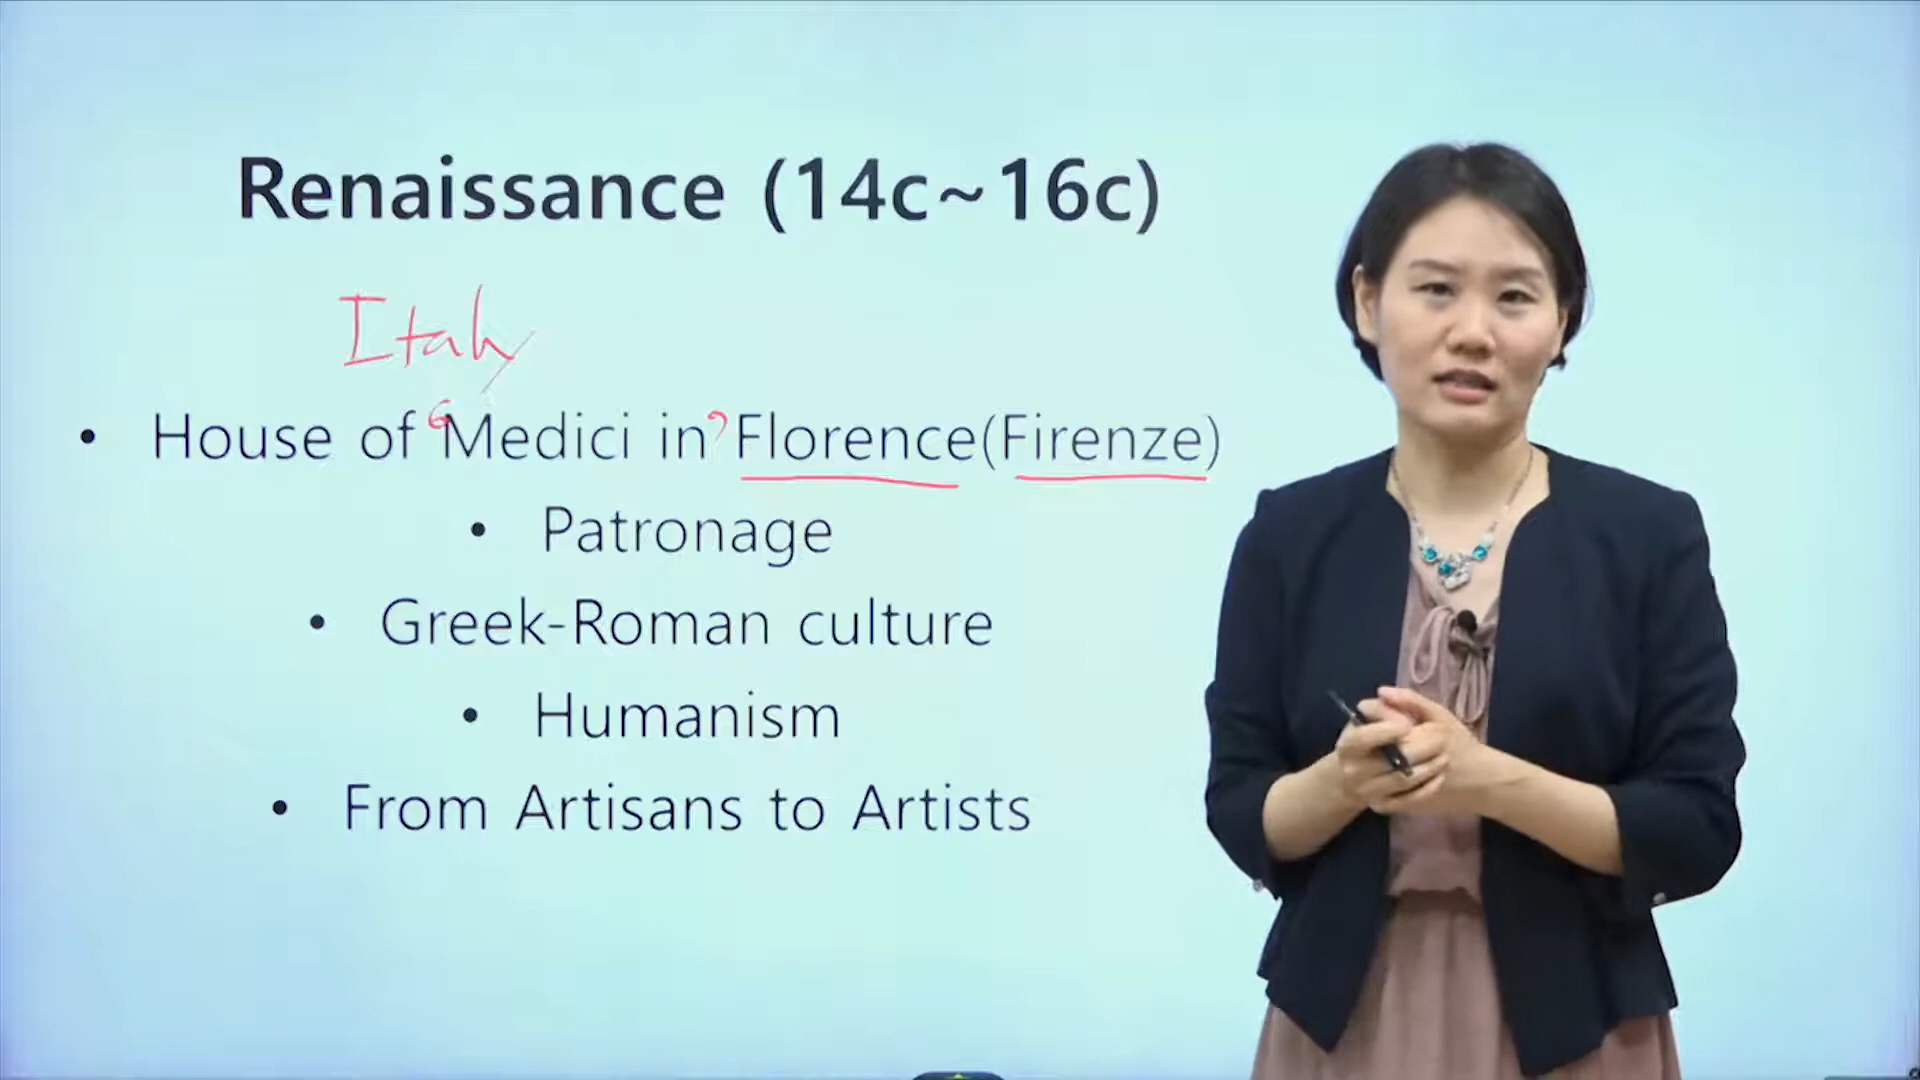 Renaissance (14c~16c)
Italy
• House of Medici in Florence(Firenze)
• Patronage
• Greek-Roman culture
• Humanism
• From Artisans to Artists